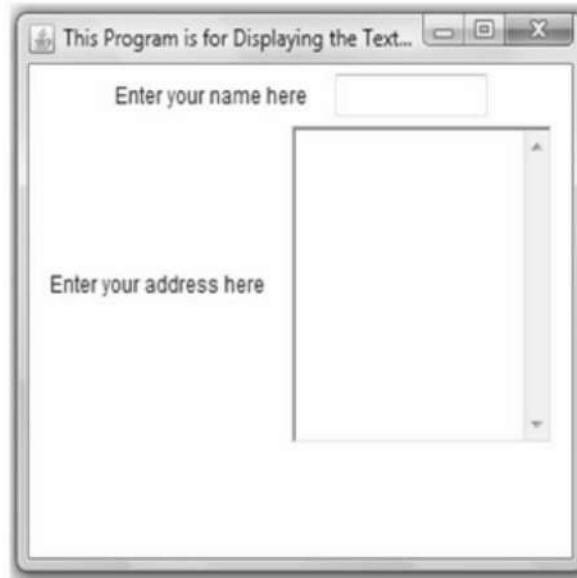 This Program is for Displaying the Text...
Enter your name here
Enter your address here